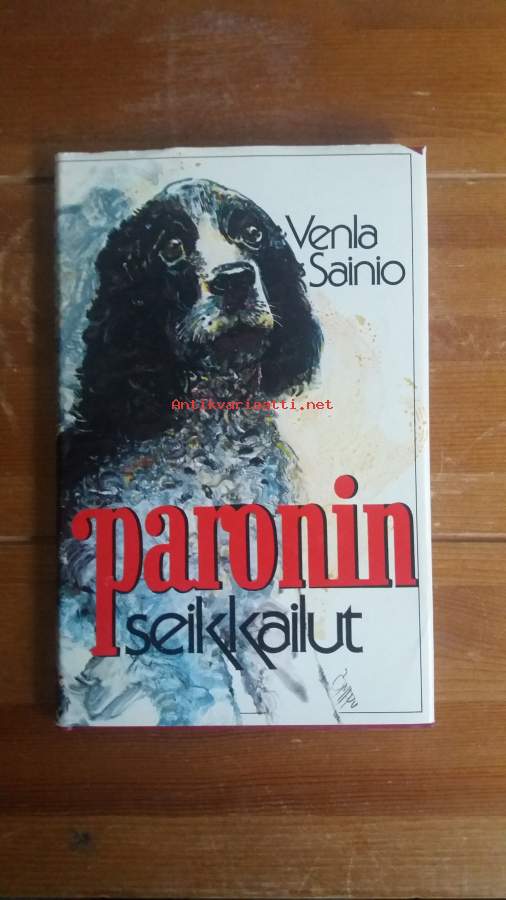 Venla
Sainio
Antikvariaatti.net
paronin
seikkailut